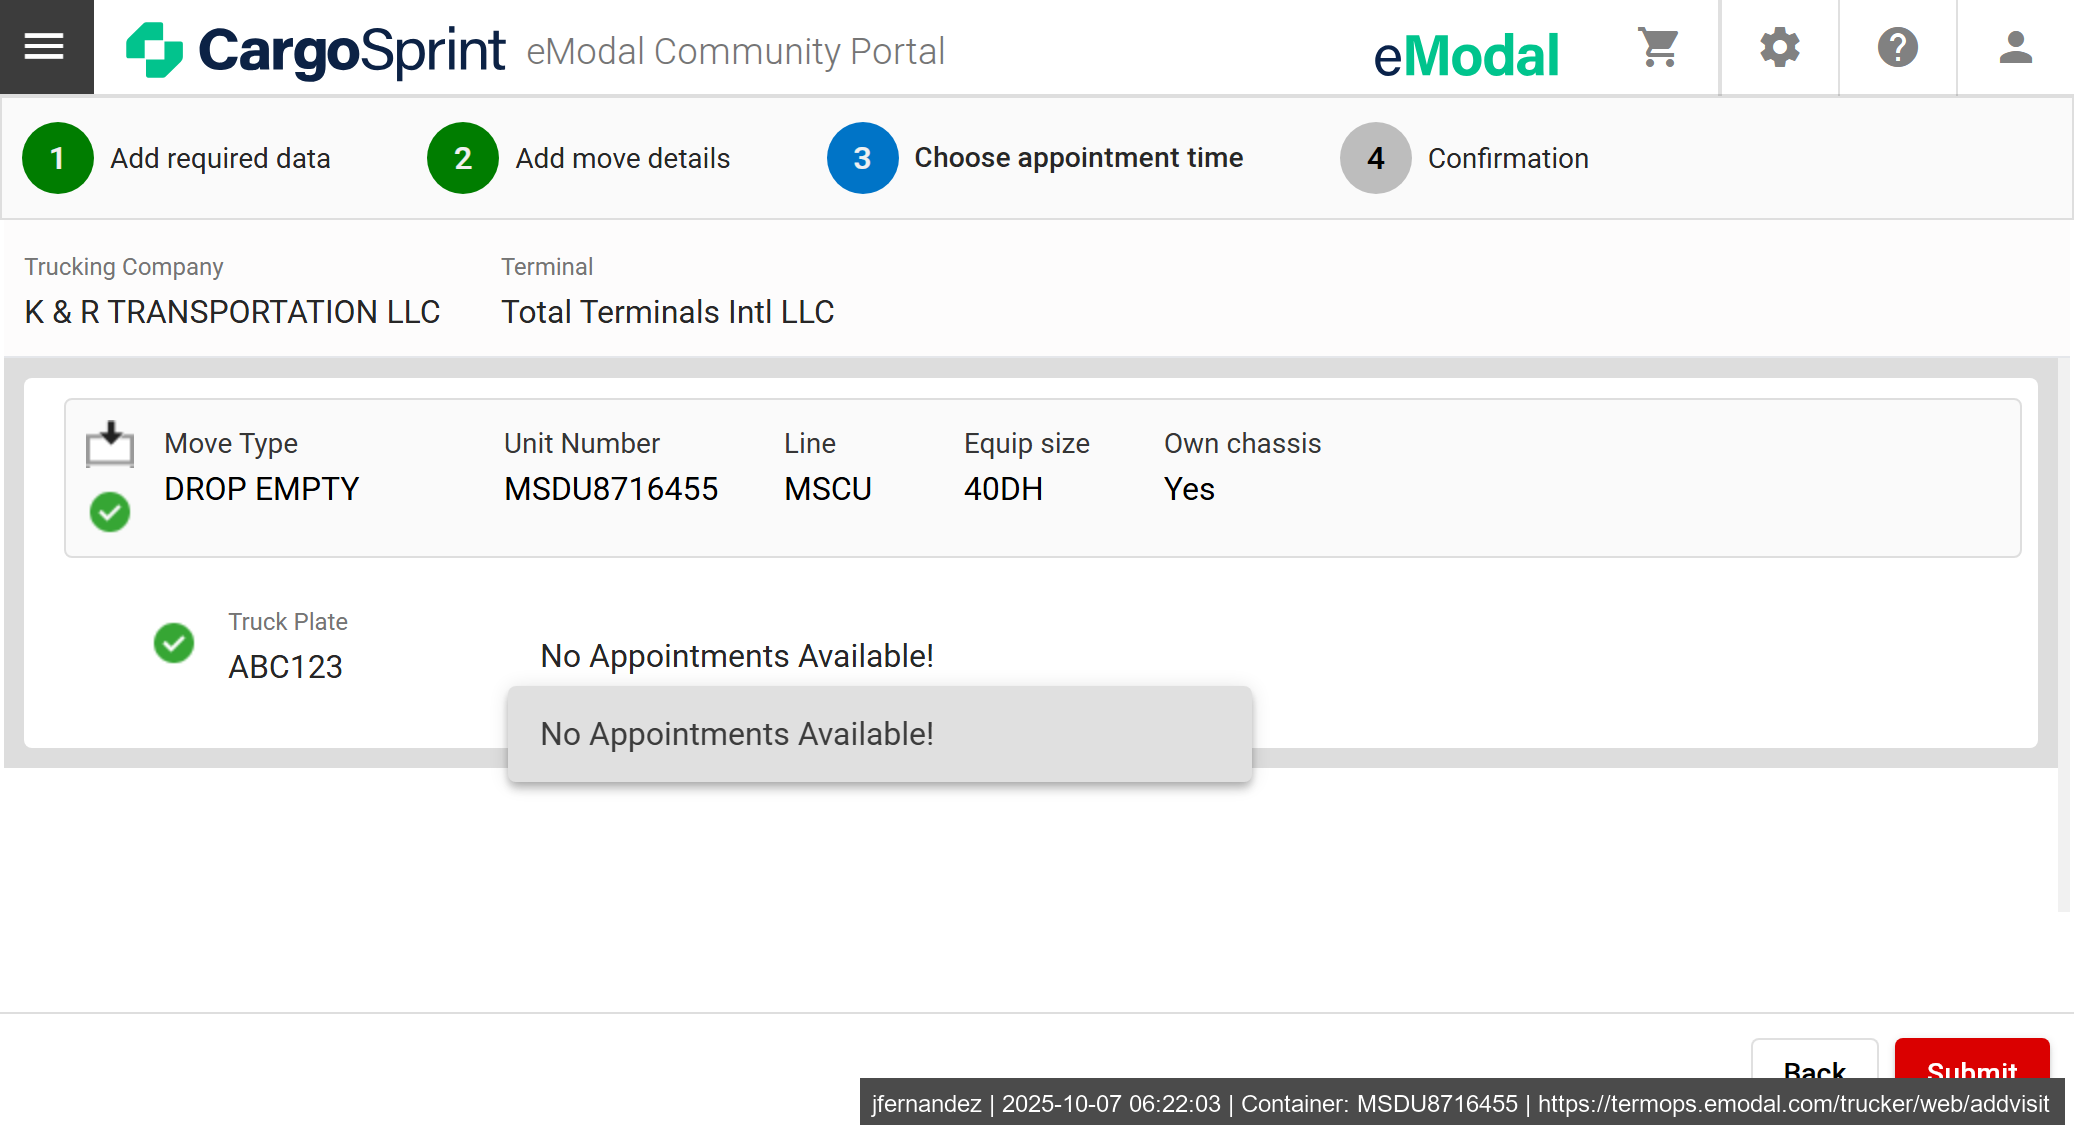 CargoSprint eModal Community Portal eModal
1 Add required data 2 Add move details 3 Choose appointment time 4 Confirmation
Trucking Company Terminal
K & R TRANSPORTATION LLC Total Terminals Intl LLC
Move Type Unit Number Line Equip size Own chassis
DROP EMPTY MSDU8716455 MSCU 40DH Yes
Truck Plate
ABC123
No Appointments Available!
No Appointments Available!
Back Submit
jfernandez | 2025-10-07 06:22:03 | Container: MSDU8716455 | https://termops.emodal.com/trucker/web/addvisit